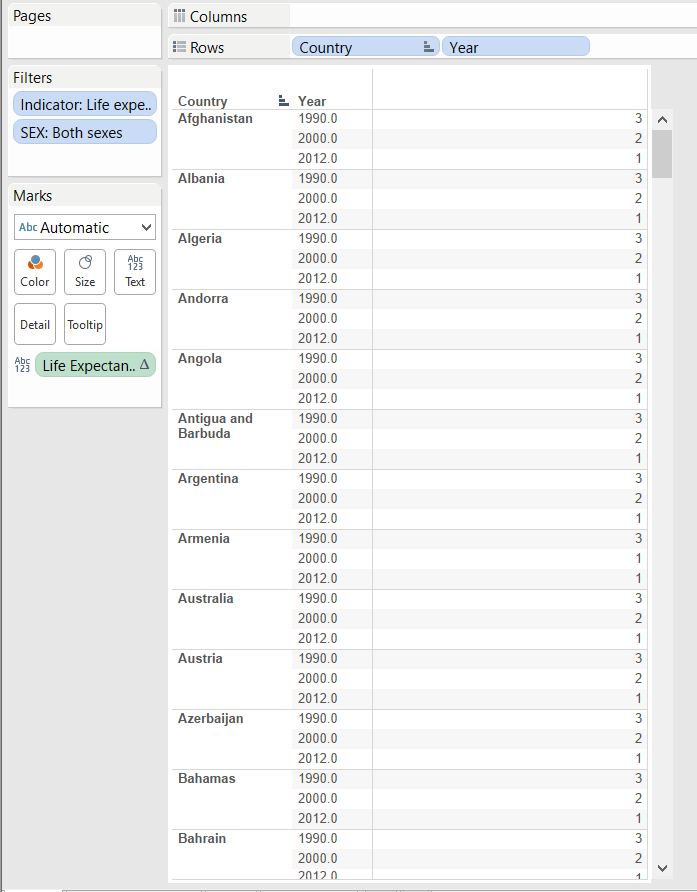 Pages
Columns
Rows
Country
Year
Filters
Indicator: Life expe..
SEX: Both sexes
Marks
Abc Automatic
Color
Size
Abc
123
Text
Detail
Tooltip
Abc
123
Life Expectan.. Δ
Country Year
Afghanistan 1990.0 3
2000.0 2
2012.0 1
Albania 1990.0 3
2000.0 2
2012.0 1
Algeria 1990.0 3
2000.0 2
2012.0 1
Andorra 1990.0 3
2000.0 2
2012.0 1
Angola 1990.0 3
2000.0 2
2012.0 1
Antigua and
Barbuda
1990.0 3
2000.0 2
2012.0 1
Argentina 1990.0 3
2000.0 2
2012.0 1
Armenia 1990.0 3
2000.0 1
2012.0 1
Australia 1990.0 3
2000.0 2
2012.0 1
Austria 1990.0 3
2000.0 2
2012.0 1
Azerbaijan 1990.0 3
2000.0 2
2012.0 1
Bahamas 1990.0 3
2000.0 2
2012.0 1
Bahrain 1990.0 3
2000.0 2
2012.0 1